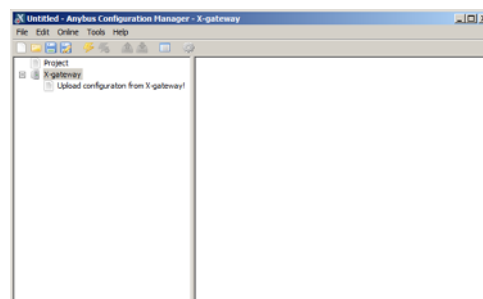 Untitled - Anybus Configuration Manager - X-gateway
File Edit Online Tools Help
Project
X-gateway
Upload configuraton from X-gateway!